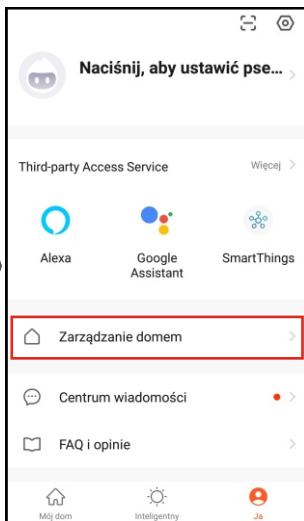 Naciśnij, aby ustawić pse...
Third-party Access Service
Więcej
Alexa
Google
Assistant
SmartThings
Zarządzanie domem
Centrum wiadomości
FAQ i opinie
Mój dom
Inteligentny
Ja